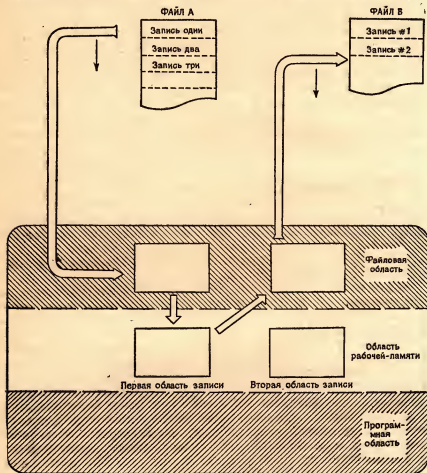 ФАЙЛ А
Запись один
Запись два
Запись три
ФАЙЛ Б
Запись #1
Запись #2
Файловая
область
Область
рабочей-памяти
Первая область записи
Вторая область записи
Програм-
мная
область